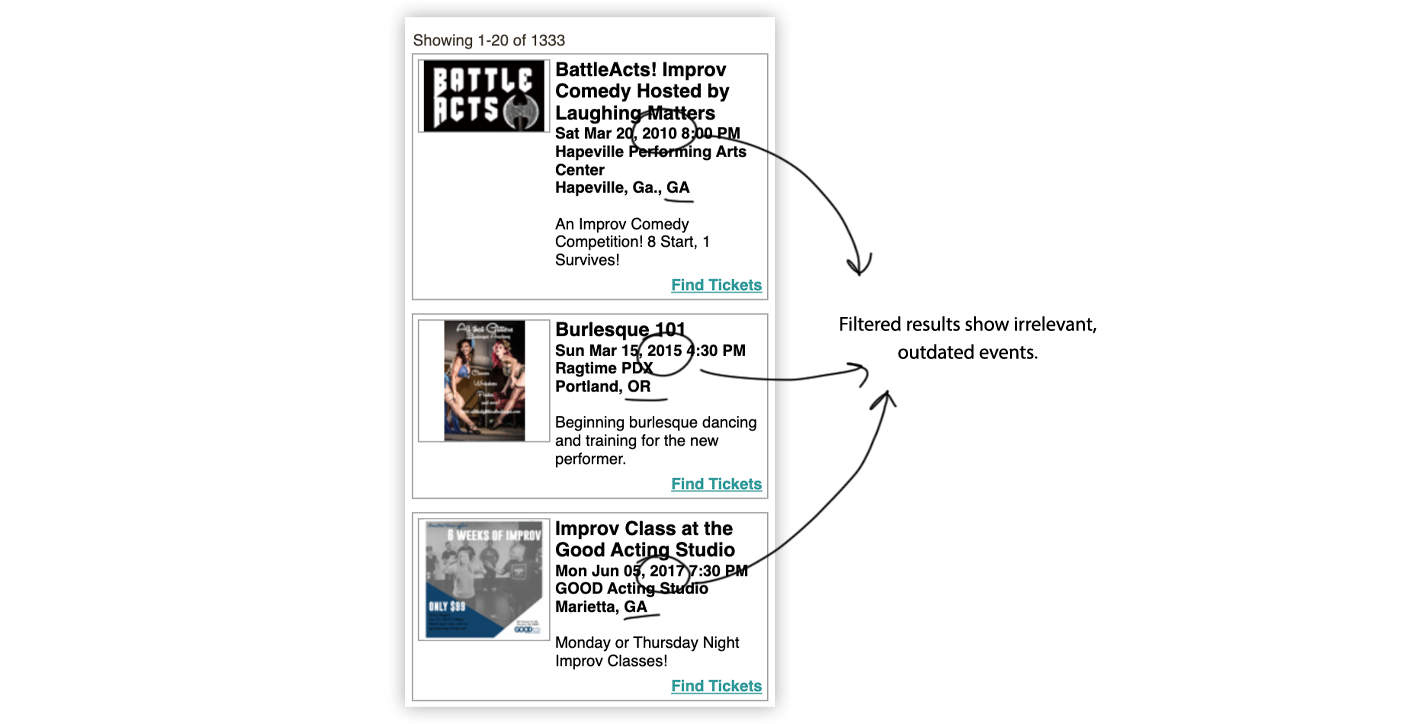 Showing 1-20 of 1333
BATTLE
ACTS
BattleActs! Improv
Comedy Hosted by
Laughing Matters
Sat Mar 20, 2010 8:00 PM
Hapeville Performing Arts
Center
Hapeville, Ga., GA
An Improv Comedy
Competition! 8 Start, 1
Survives!
Find Tickets
Filtered results show irrelevant,
outdated events.
All that Glitters
Burlesque 101
Sun Mar 15, 2015 4:30 PM
Ragtime PDX
Portland, OR
Beginning burlesque dancing
and training for the new
performer.
Find Tickets
6 WEEKS OF IMPROV
ONLY $99
GOOD
Improv Class at the
Good Acting Studio
Mon Jun 05, 2017 7:30 PM
GOOD Acting Studio
Marietta, GA
Monday or Thursday Night
Improv Classes!
Find Tickets